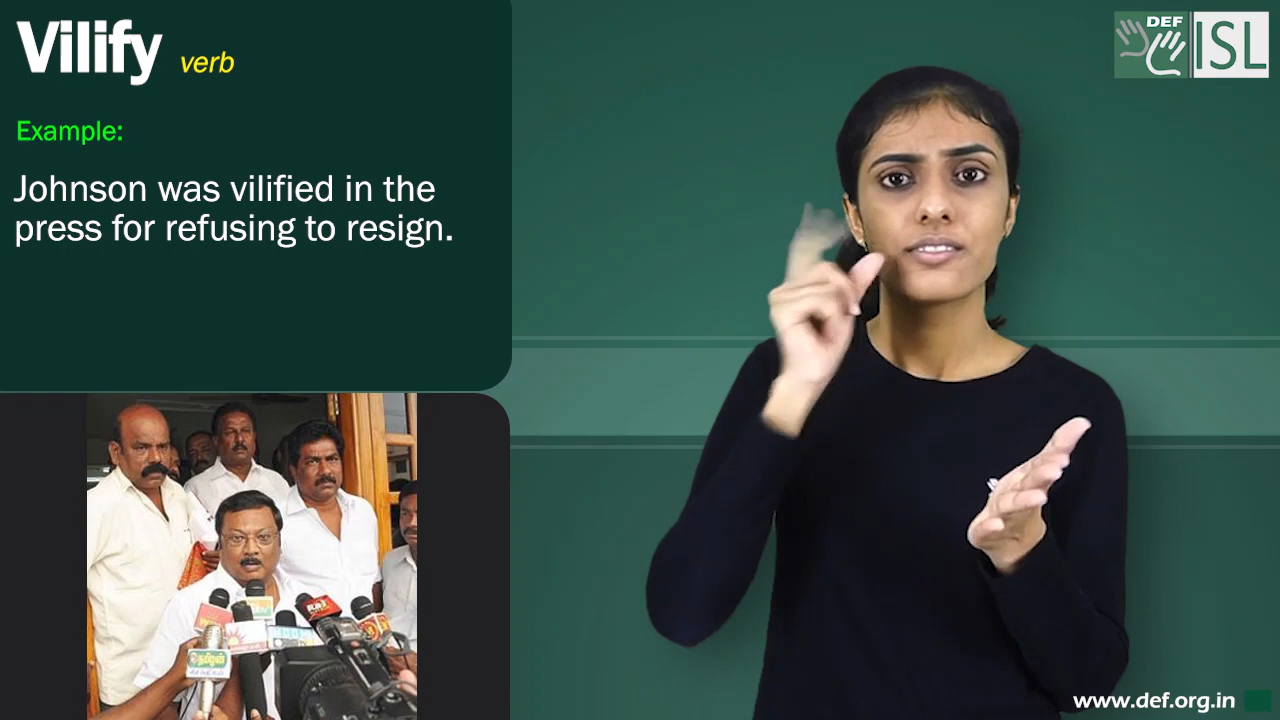 Vilify verb
Example:
Johnson was vilified in the
press for refusing to resign.
DEF
ISL
www.def.org.in